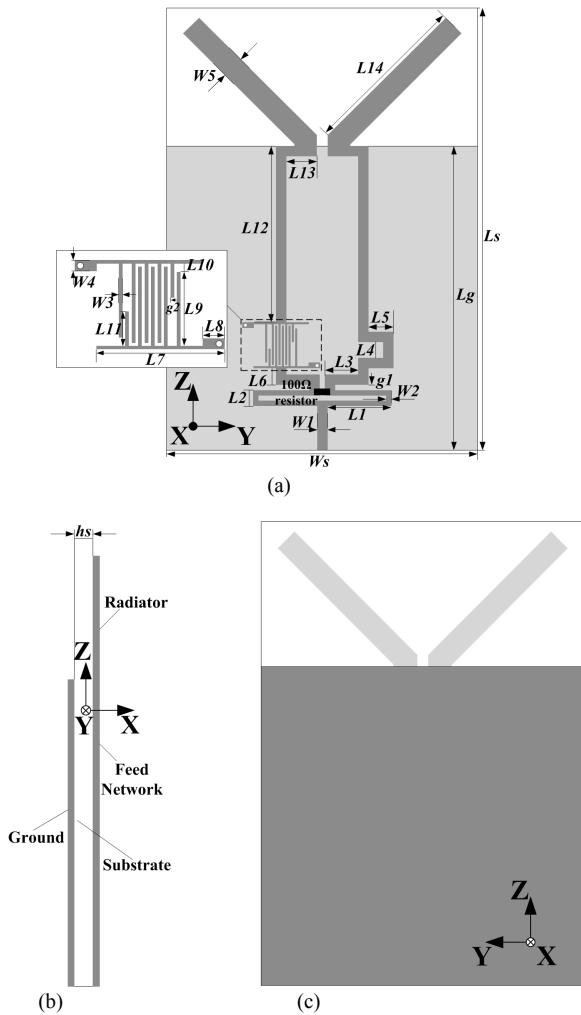 W5
L14
L13
L12
Ls
Lg
L10
W4
W3
g2
L9
L11
L8
L7
L5
L4
L3
L6
100Ω
g1
L2
resistor
W2
W1
L1
Z
X
Y
Ws
(a)
hs
Radiator
Z
Y
X
Feed
Network
Ground
Substrate
Z
Y
X
(b)
(c)